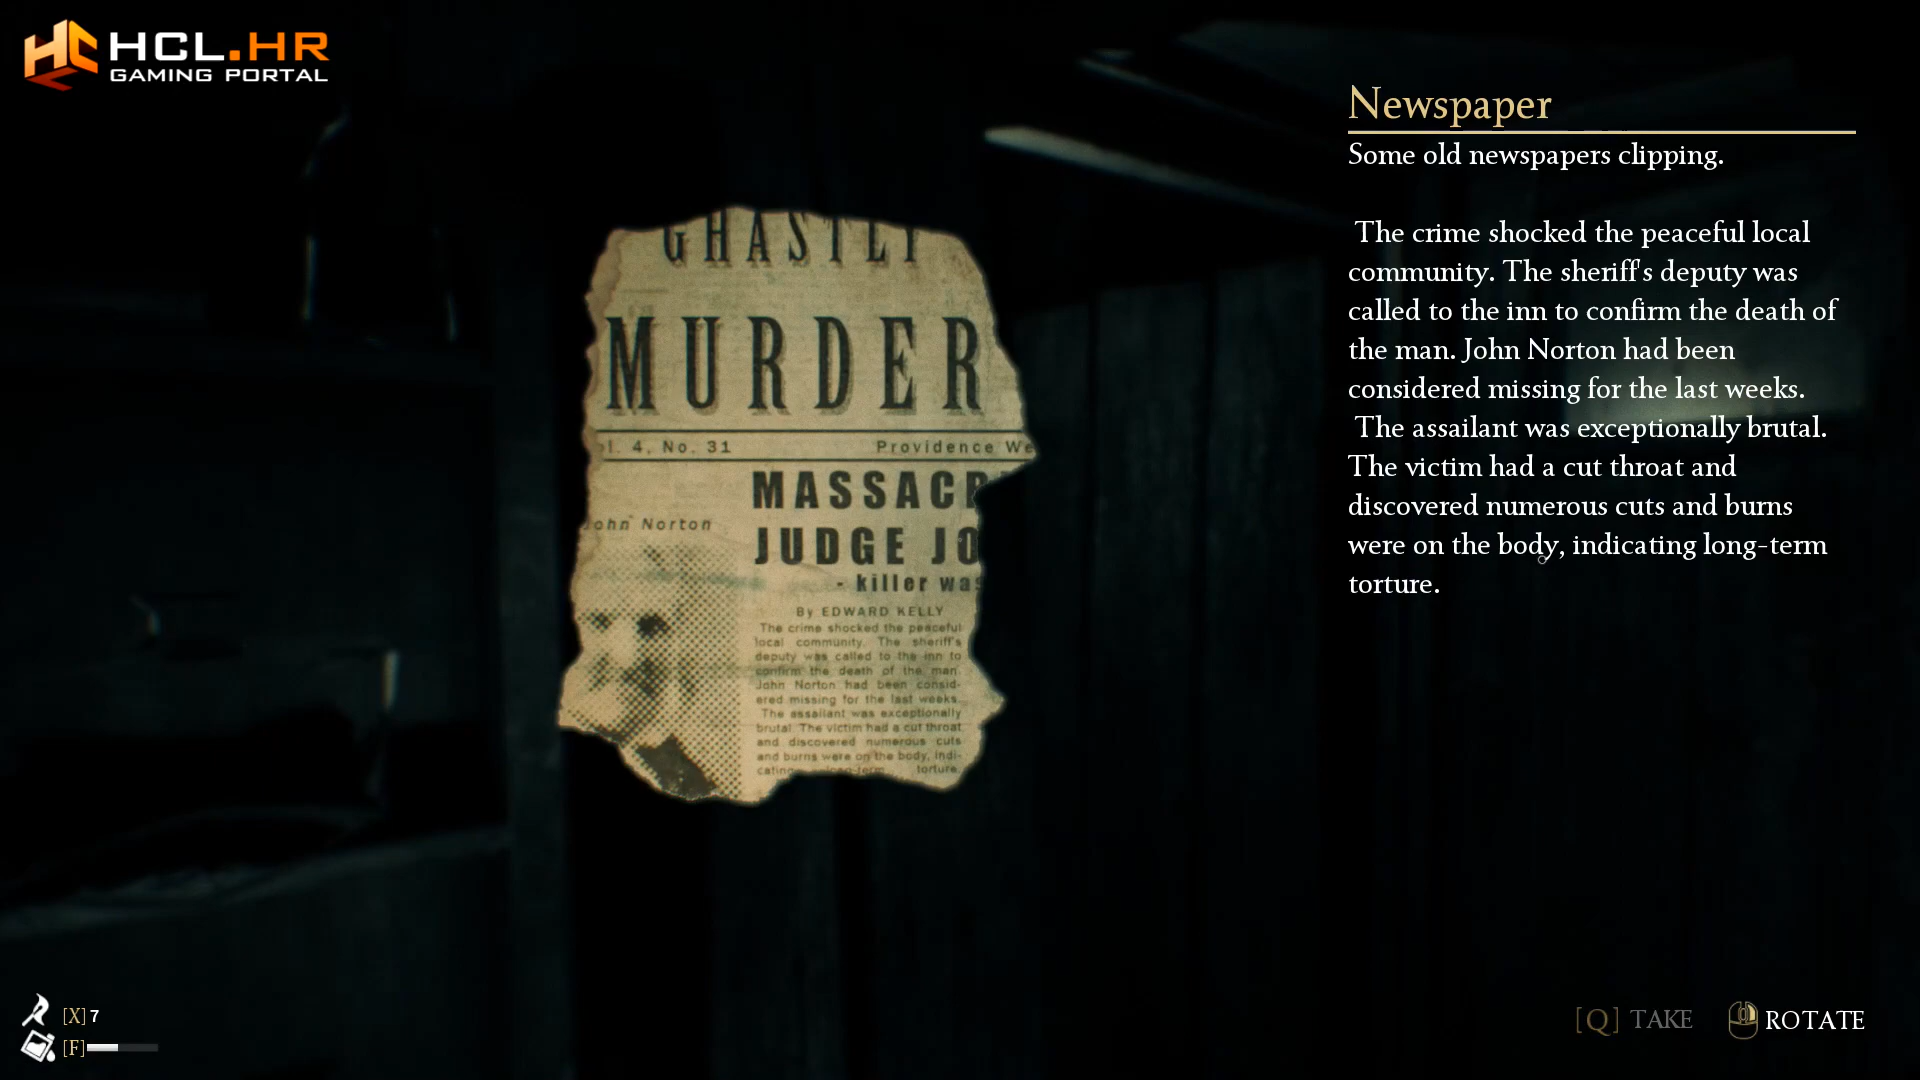 HCL.HR
GAMING PORTAL
Newspaper
Some old newspapers clipping.
The crime shocked the peaceful local
community. The sheriff's deputy was
called to the inn to confirm the death of
the man. John Norton had been
considered missing for the last weeks.
The assailant was exceptionally brutal.
The victim had a cut throat and
discovered numerous cuts and burns
were on the body, indicating long-term
torture.
GHASTLY
MURDER
l. 4, No. 31
Providence We
MASSACR
JUDGE JO
- killer was
John Norton
By EDWARD KELLY
The crime shocked the peaceful
local community. The sheriff's
deputy was called to the inn to
confirm the death of the man.
John Norton had been consid-
ered missing for the last weeks.
The assailant was exceptionally
brutal. The victim had a cut throat
and discovered numerous cuts
and burns were on the body, indi-
cating long-term torture.
[X] 7
[F]
[Q] TAKE
ROTATE